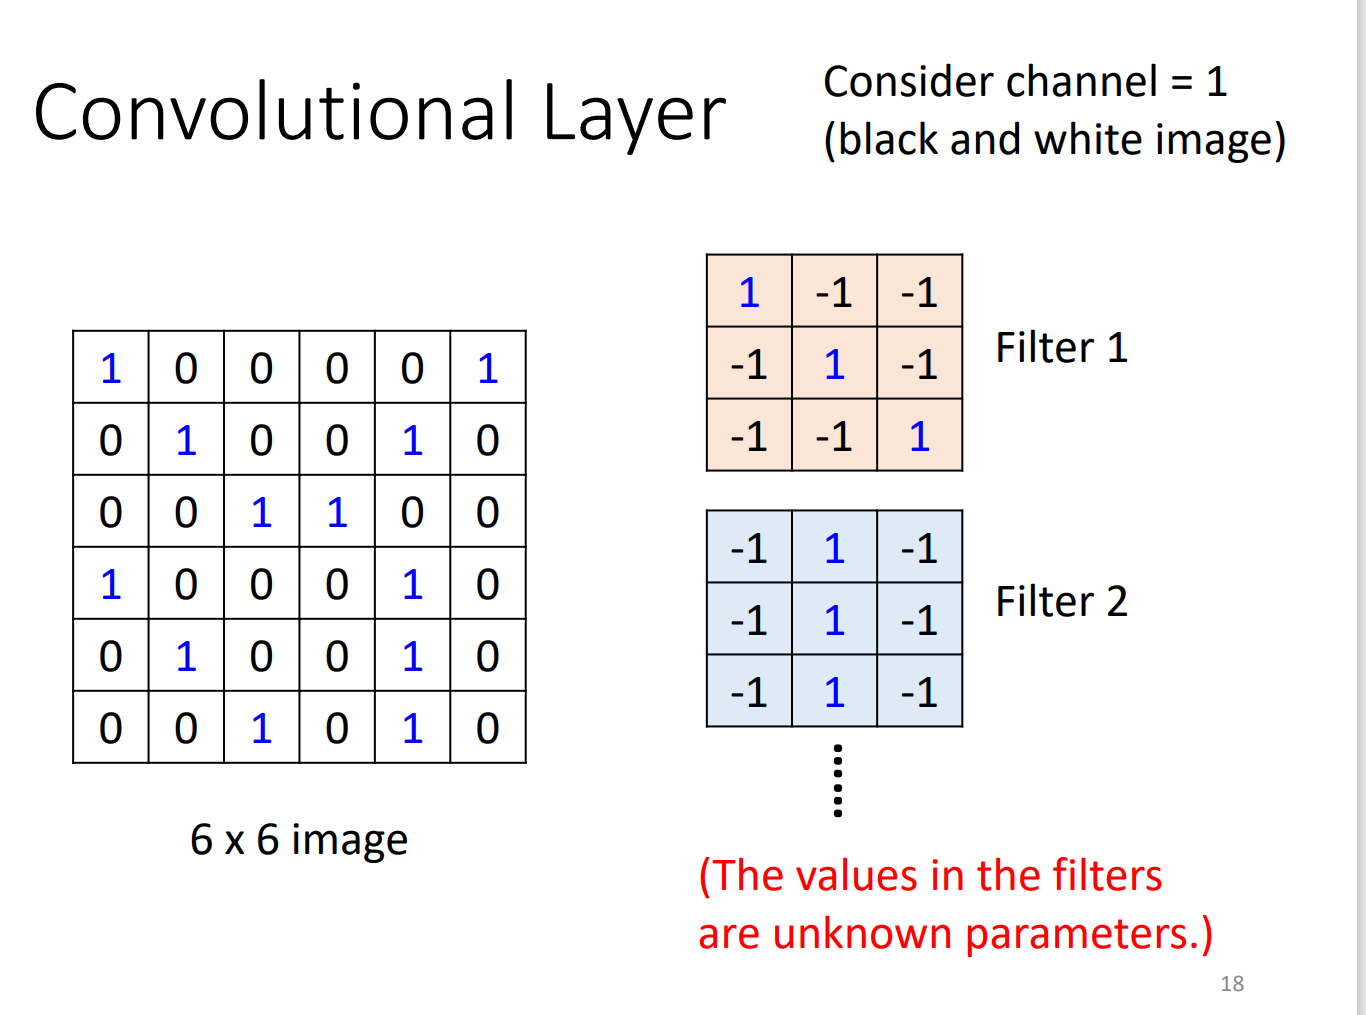 Convolutional Layer
Consider channel = 1
(black and white image)
1 0 0 0 0 1
0 1 0 0 1 0
0 0 1 1 0 0
1 0 0 0 1 0
0 1 0 0 1 0
0 0 1 0 1 0
6 x 6 image
1 -1 -1
-1 1 -1
-1 -1 1
Filter 1
-1 1 -1
-1 1 -1
-1 1 -1
Filter 2
(The values in the filters
are unknown parameters.)
18